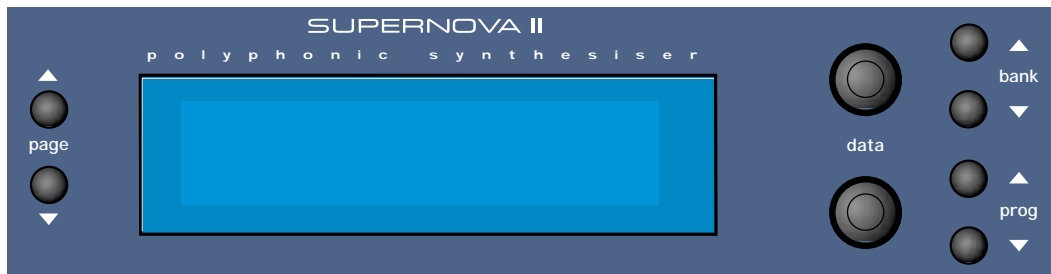 SUPERNOVA II
polyphonic synthesiser
page
data
bank
prog